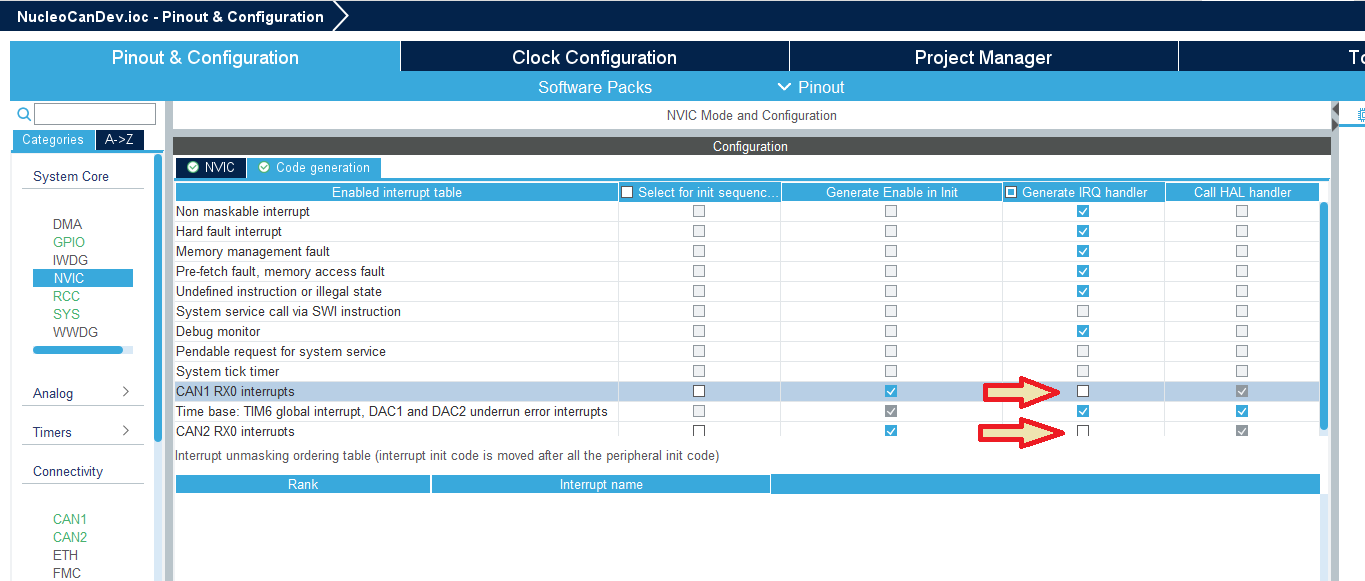 NucleoCanDev.ioc - Pinout & Configuration
Pinout & Configuration
Clock Configuration
Project Manager
To
Software Packs
Pinout
NVIC Mode and Configuration
Categories
A->Z
Configuration
System Core
NVIC
Code generation
Enabled interrupt table
Select for init sequenc...
Generate Enable in Init
Generate IRQ handler
Call HAL handler
Non maskable interrupt
Hard fault interrupt
Memory management fault
Pre-fetch fault, memory access fault
Undefined instruction or illegal state
System service call via SWI instruction
Debug monitor
Pendable request for system service
System tick timer
CAN1 RX0 interrupts
Time base: TIM6 global interrupt, DAC1 and DAC2 underrun error interrupts
CAN2 RX0 interrupts
Interrupt unmasking ordering table (interrupt init code is moved after all the peripheral init code)
Rank
Interrupt name
DMA
GPIO
IWDG
NVIC
RCC
SYS
WWDG
Analog
Timers
Connectivity
CAN1
CAN2
ETH
FMC